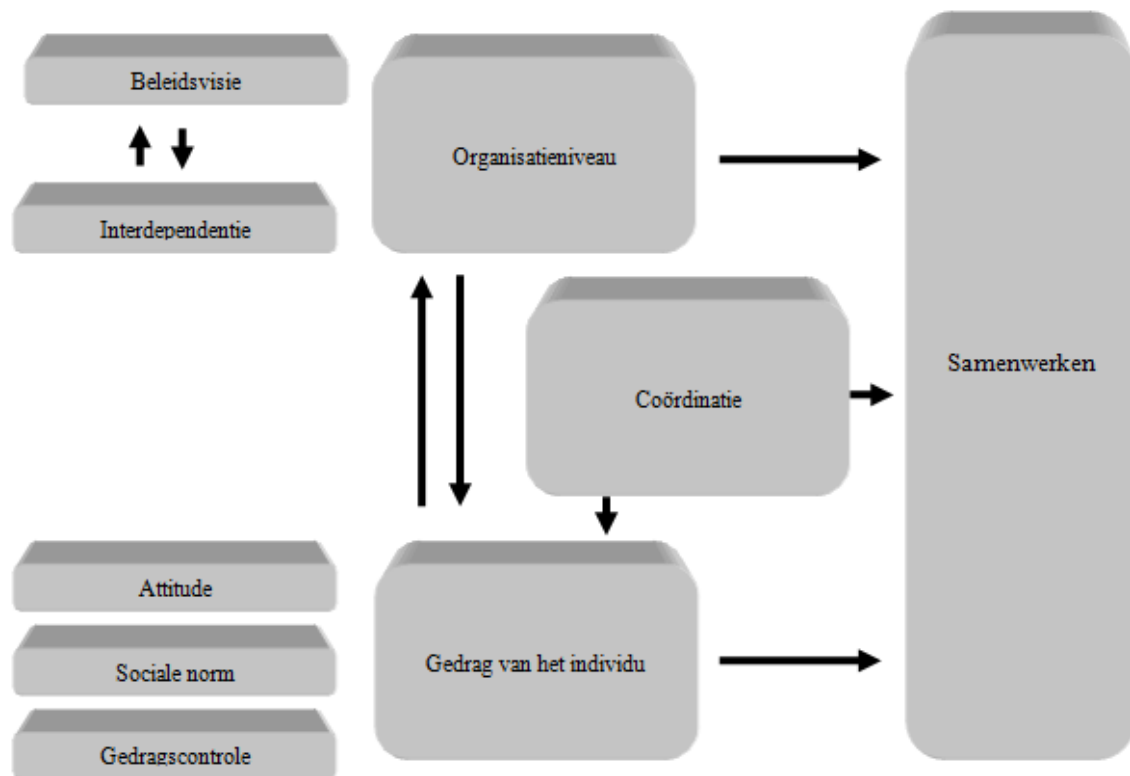 Beleidsvisie
Interdependentie
Organisatieniveau
Coördinatie
Samenwerken
Attitude
Sociale norm
Gedragscontrole
Gedrag van het individu